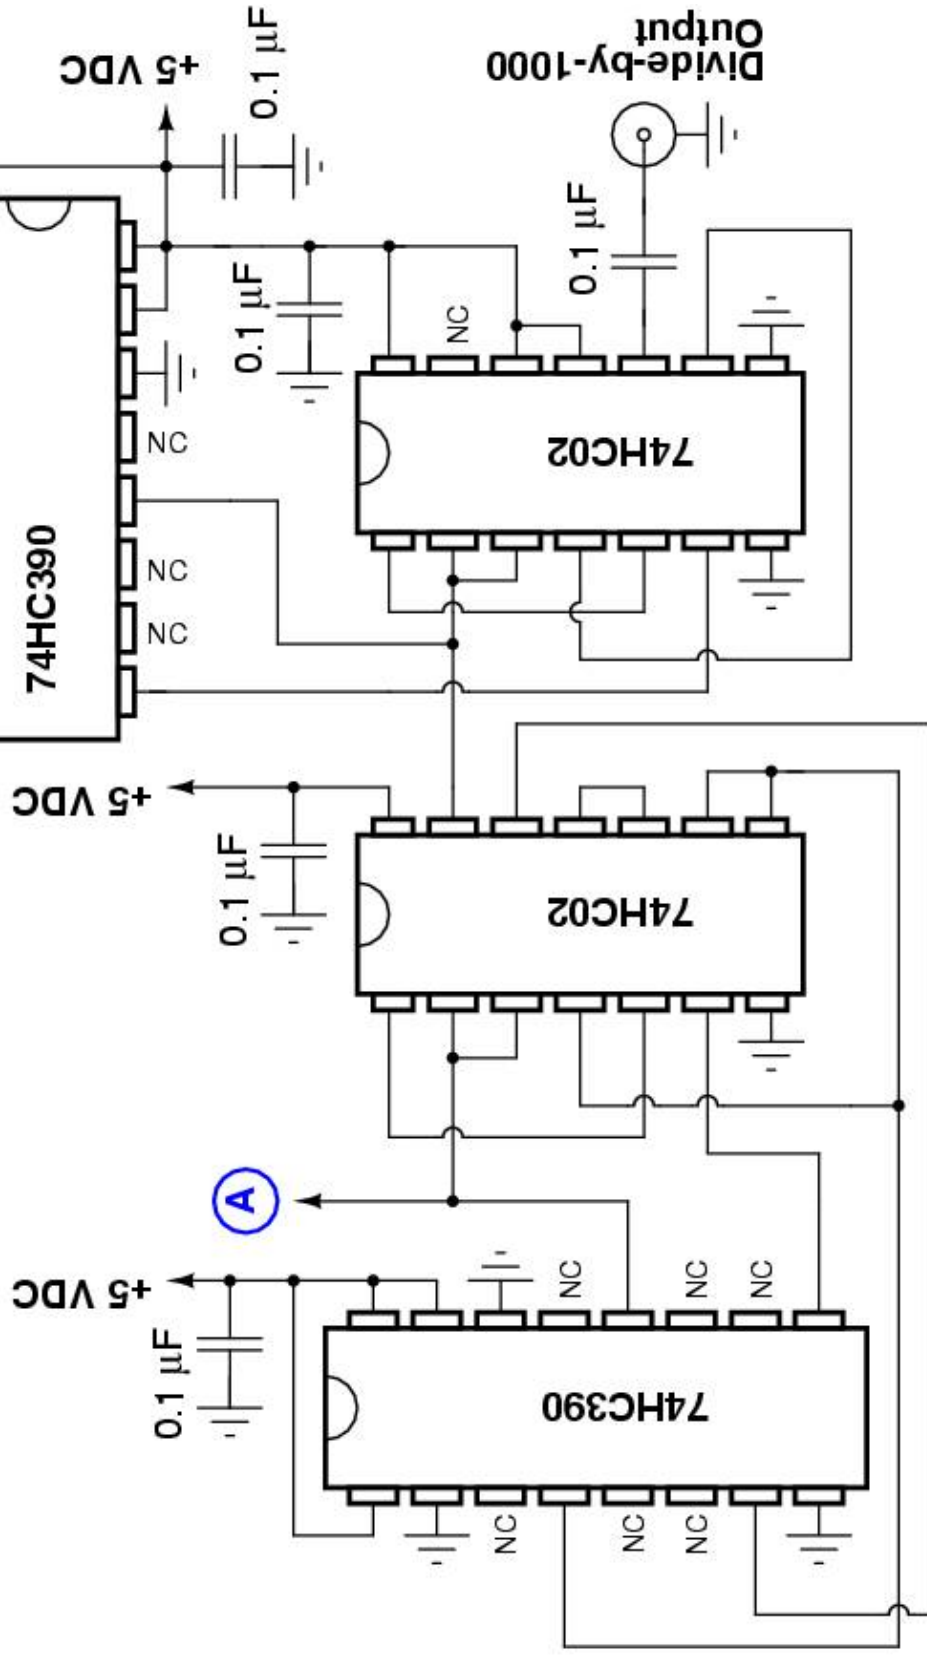 +5 VDC
0.1 µF
Divide-by-1000
Output
74HC390
NC
NC
NC
0.1 µF
NC
0.1 µF
74HC02
+5 VDC
0.1 µF
74HC02
A
+5 VDC
0.1 µF
NC
NC
NC
74HC390
NC
NC
NC